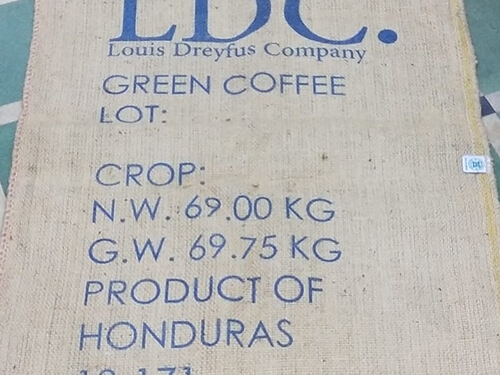 LDC.
Louis Dreyfus Company
GREEN COFFEE
LOT:
CROP:
N.W. 69.00 KG
G.W. 69.75 KG
PRODUCT OF
HONDURAS